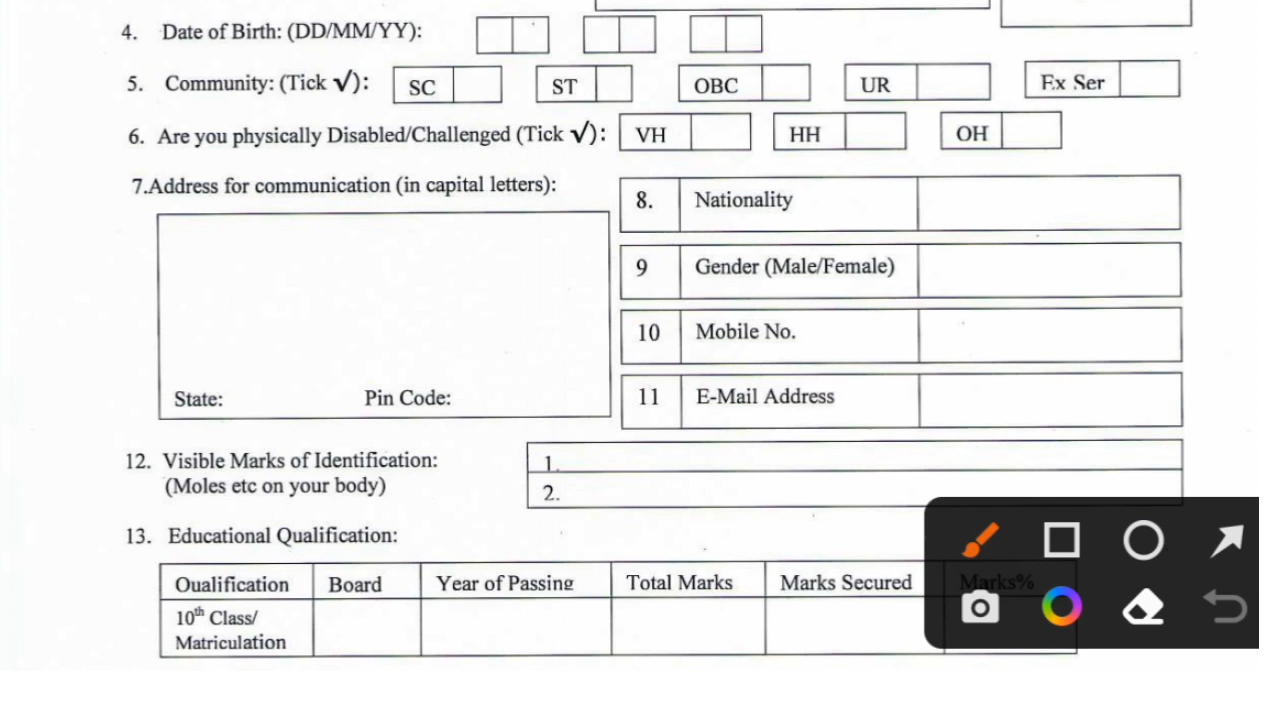 4. Date of Birth: (DD/MM/YY):
5. Community: (Tick √): SC ST OBC UR Ex Ser
6. Are you physically Disabled/Challenged (Tick √): VH HH OH
7.Address for communication (in capital letters):
8. Nationality
9 Gender (Male/Female)
10 Mobile No.
State: Pin Code:
11 E-Mail Address
12. Visible Marks of Identification:
(Moles etc on your body)
1.
2.
13. Educational Qualification:
Qualification Board Year of Passing Total Marks Marks Secured Marks%
10th Class/
Matriculation